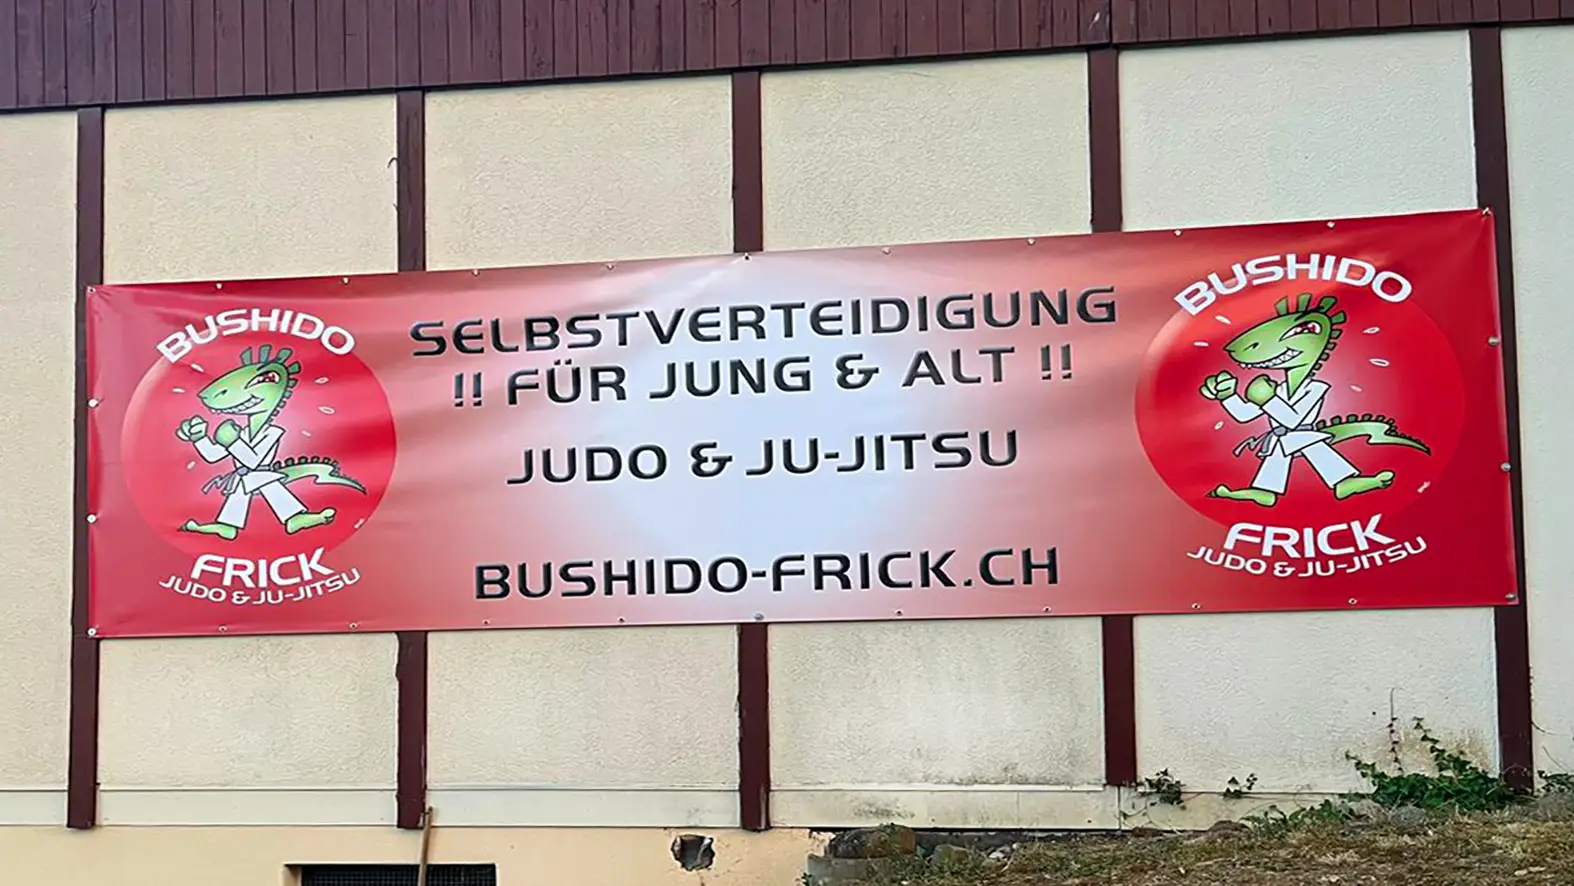 BUSHIDO
FRICK
JUDO & JU-JITSU
SELBSTVERTEIDIGUNG
!! FÜR JUNG & ALT !!
JUDO & JU-JITSU
BUSHIDO-FRICK.CH
BUSHIDO
FRICK
JUDO & JU-JITSU